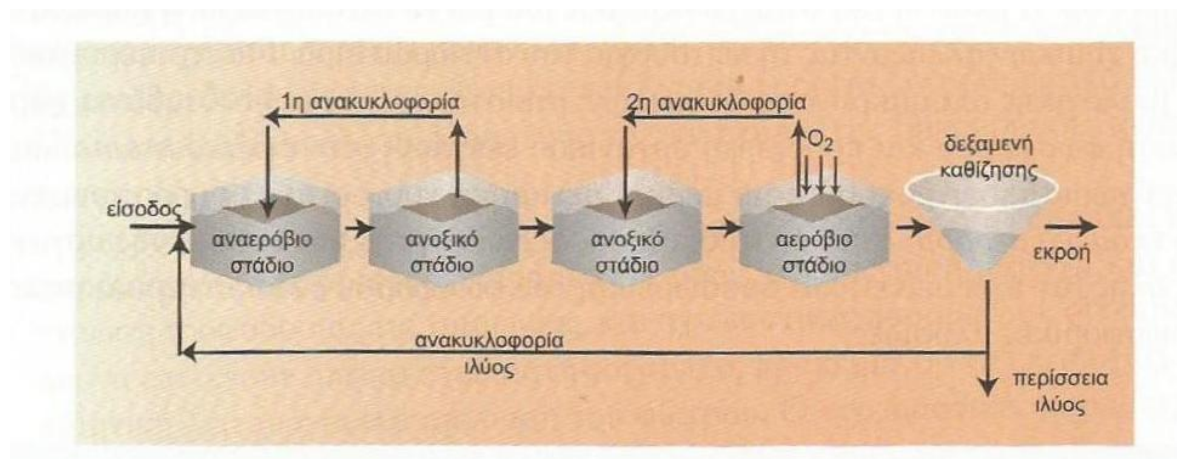 1η ανακυκλοφορία
2η ανακυκλοφορία
O2
δεξαμενή
καθίζησης
είσοδος
αναερόβιο
στάδιο
ανοξικό
στάδιο
ανοξικό
στάδιο
αερόβιο
στάδιο
εκροή
ανακυκλοφορία
ιλύος
περίσσεια
ιλύος